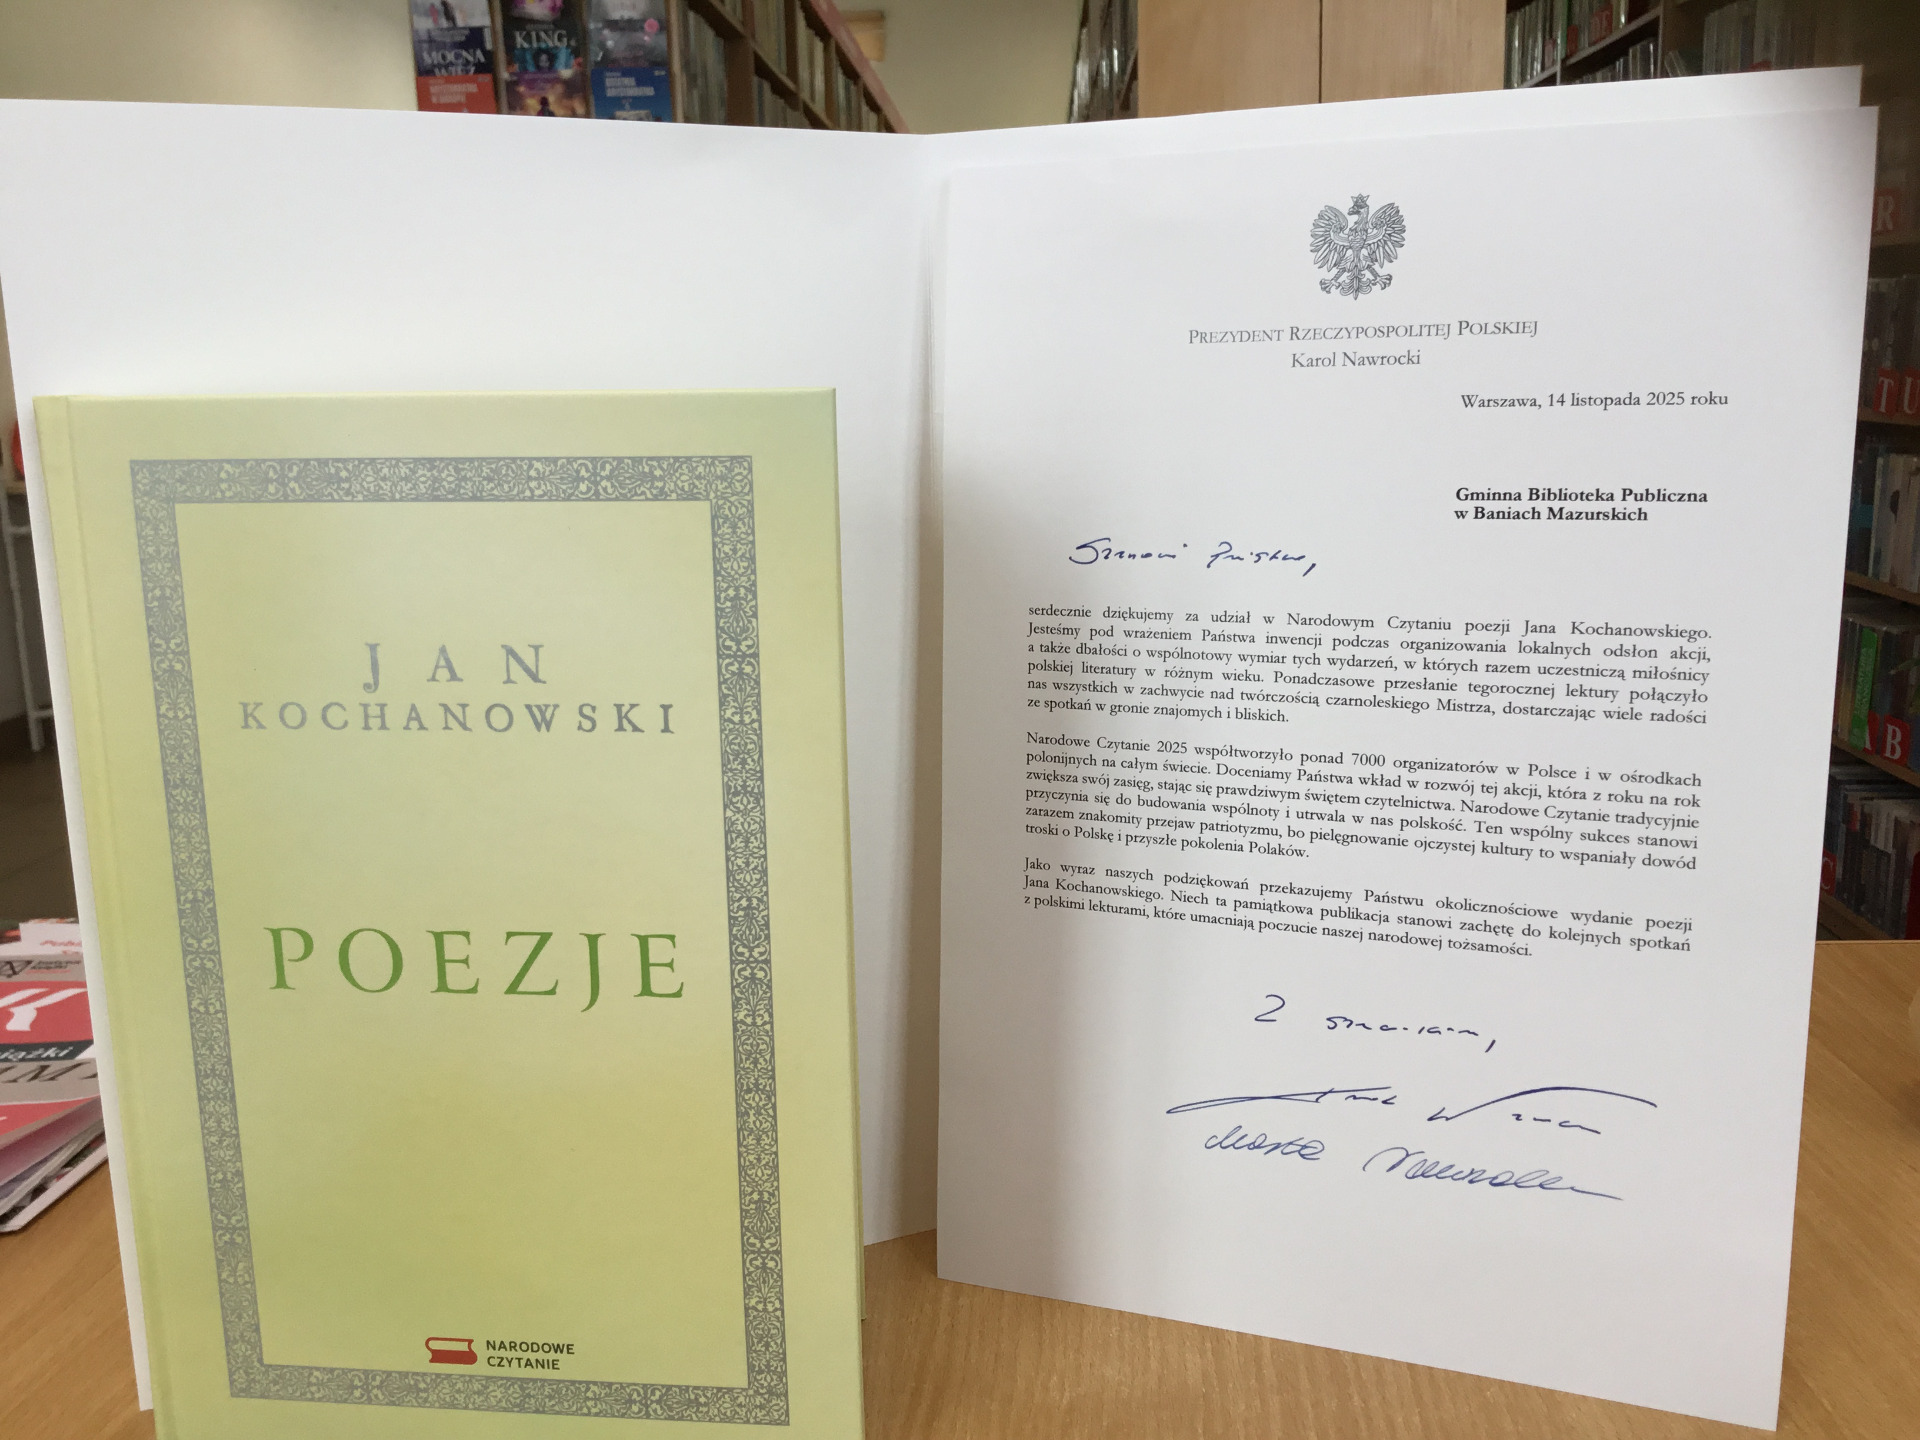 MOCNA
KING
JAN
KOCHANOWSKI
POEZJE
NARODOWE
CZYTANIE
PREZYDENT RZECZYPOSPOLITEJ POLSKIEJ
Karol Nawrocki
Warszawa, 14 listopada 2025 roku
Gminna Biblioteka Publiczna
w Baniach Mazurskich
Szanowni Państwo,
serdecznie dziękujemy za udział w Narodowym Czytaniu poezji Jana Kochanowskiego.
Jesteśmy pod wrażeniem Państwa inwencji podczas organizowania lokalnych odsłon akcji,
a także dbałości o wspólnotowy wymiar tych wydarzeń, w których razem uczestniczą miłośnicy
polskiej literatury w różnym wieku. Ponadczasowe przesłanie tegorocznej lektury połączyło
nas wszystkich w zachwycie nad twórczością czarnoleskiego Mistrza, dostarczając wiele radości
ze spotkań w gronie znajomych i bliskich.
Narodowe Czytanie 2025 współtworzyło ponad 7000 organizatorów w Polsce i w ośrodkach
polonijnych na całym świecie. Doceniamy Państwa wkład w rozwój tej akcji, która z roku na rok
zwiększa swój zasięg, stając się prawdziwym świętem czytelnictwa. Narodowe Czytanie tradycyjnie
przyczynia się do budowania wspólnoty i utrwala w nas polskość. Ten wspólny sukces stanowi
zarazem znakomity przejaw patriotyzmu, bo pielęgnowanie ojczystej kultury to wspaniały dowód
troski o Polskę i przyszłe pokolenia Polaków.
Jako wyraz naszych podziękowań przekazujemy Państwu okolicznościowe wydanie poezji
Jana Kochanowskiego. Niech ta pamiątkowa publikacja stanowi zachętę do kolejnych spotkań
z polskimi lekturami, które umacniają poczucie naszej narodowej tożsamości.
Z
Marta Nawrocka